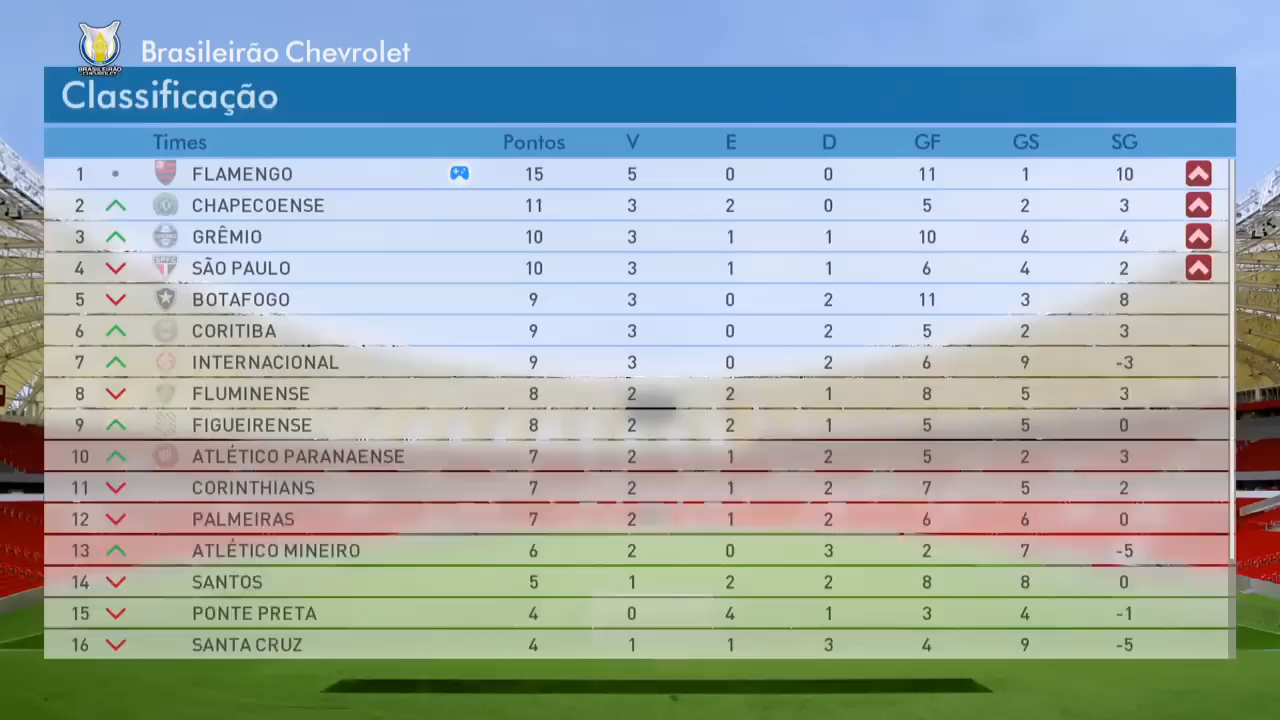 Brasileirão Chevrolet
BRASILEIRÃO
CHEVROLET
Classificação
Times Pontos V E D GF GS SG
1 FLAMENGO 15 5 0 0 11 1 10
2 CHAPECOENSE 11 3 2 0 5 2 3
3 GRÊMIO 10 3 1 1 10 6 4
4 SÃO PAULO 10 3 1 1 6 4 2
5 BOTAFOGO 9 3 0 2 11 3 8
6 CORITIBA 9 3 0 2 5 2 3
7 INTERNACIONAL 9 3 0 2 6 9 -3
8 FLUMINENSE 8 2 2 1 8 5 3
9 FIGUEIRENSE 8 2 2 1 5 5 0
10 ATLÉTICO PARANAENSE 7 2 1 2 5 2 3
11 CORINTHIANS 7 2 1 2 7 5 2
12 PALMEIRAS 7 2 1 2 6 6 0
13 ATLÉTICO MINEIRO 6 2 0 3 2 7 -5
14 SANTOS 5 1 2 2 8 8 0
15 PONTE PRETA 4 0 4 1 3 4 -1
16 SANTA CRUZ 4 1 1 3 4 9 -5